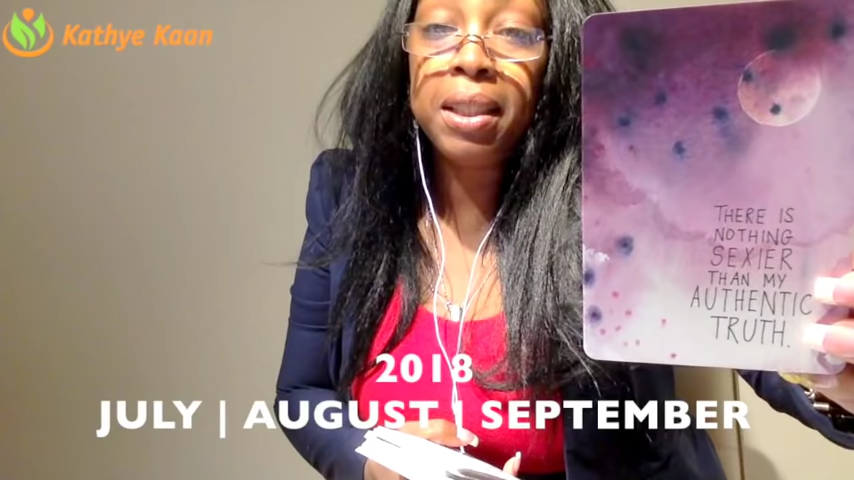 Kathye Kaan
THERE IS
NOTHING
SEXIER
THAN MY
AUTHENTIC
TRUTH.
2018
JULY | AUGUST | SEPTEMBER